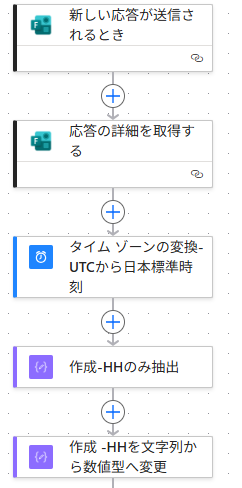 新しい応答が送信さ
れるとき
応答の詳細を取得す
る
タイム ゾーンの変換-
UTCから日本標準時
刻
作成-HHのみ抽出
作成 -HHを文字列か
ら数値型へ変更